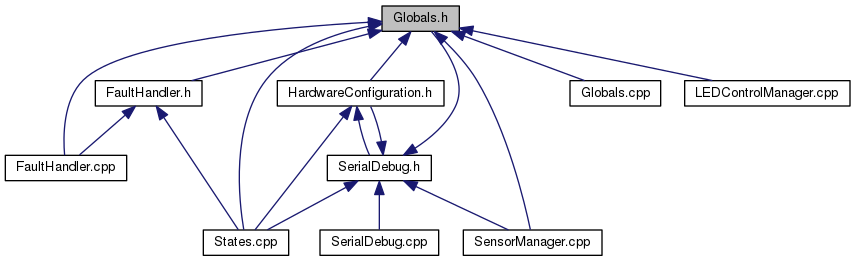 Globals.h
FaultHandler.h
HardwareConfiguration.h
Globals.cpp
LEDControlManager.cpp
FaultHandler.cpp
SerialDebug.h
States.cpp
SerialDebug.cpp
SensorManager.cpp